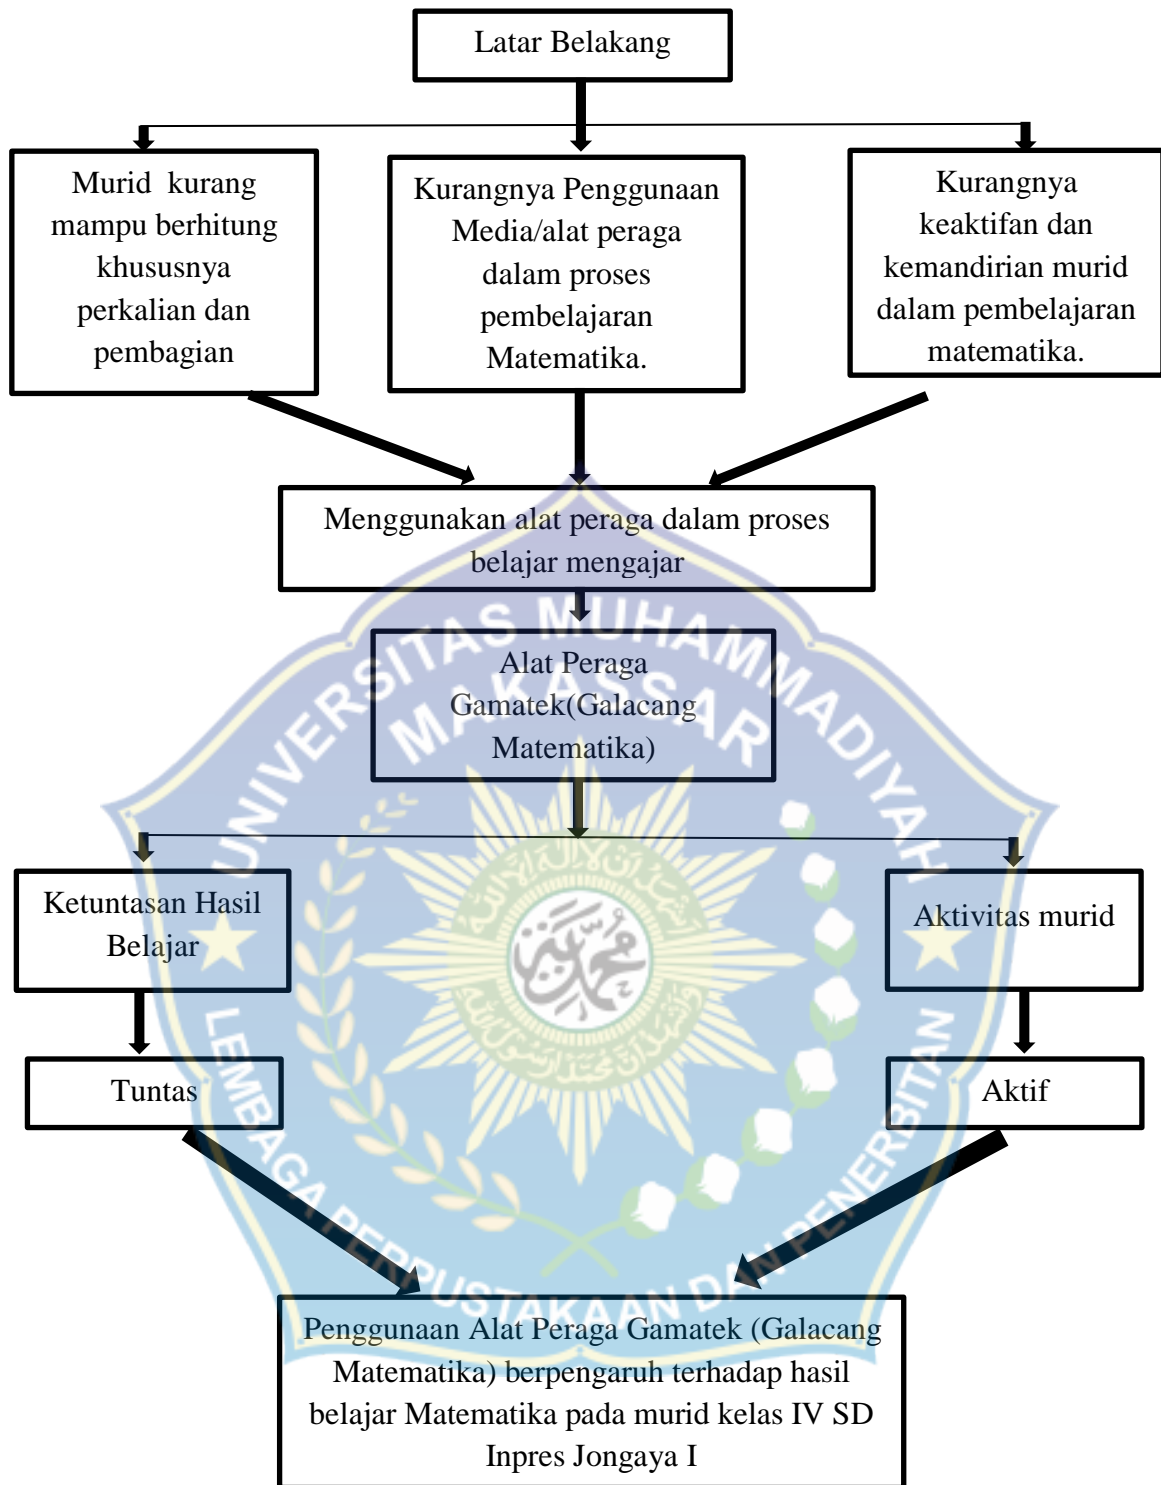 Latar Belakang
Murid kurang
mampu berhitung
khususnya
perkalian dan
pembagian
Kurangnya Penggunaan
Media/alat peraga
dalam proses
pembelajaran
Matematika.
Kurangnya
keaktifan dan
kemandirian murid
dalam pembelajaran
matematika.
Menggunakan alat peraga dalam proses
belajar mengajar
UNIVERSITAS MUHAMMADIYAH
MAKASSAR
Alat Peraga
Gamatek(Galacang
Matematika)
Ketuntasan Hasil
Belajar
Aktivitas murid
Tuntas
Aktif
LEMBAGA PERPUSTAKAAN DAN PENERBITAN
Penggunaan Alat Peraga Gamatek (Galacang
Matematika) berpengaruh terhadap hasil
belajar Matematika pada murid kelas IV SD
Inpres Jongaya I